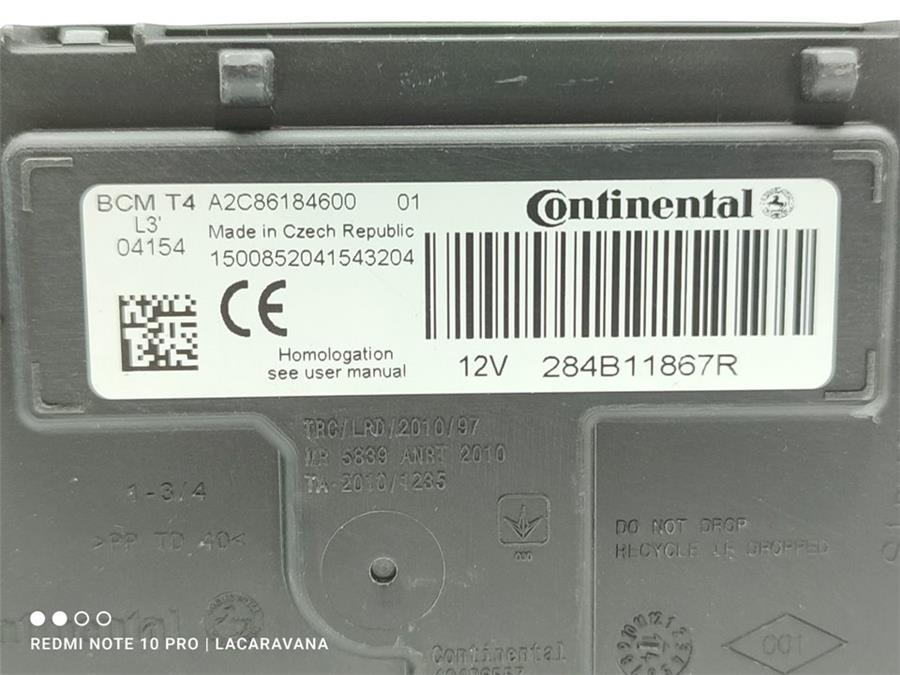 BCM T4 A2C86184600 01
L3'
04154
Made in Czech Republic
1500852041543204
Continental
CE
Homologation
see user manual
12V 284B11867R
TRC/LRD/2010/97
MR 5839 ANRT 2010
TA-2010/1235
1-3/4
>PP TD 40<
DO NOT DROP
RECYCLE IF DROPPED
001
Continental
REDMI NOTE 10 PRO | LACARAVANA